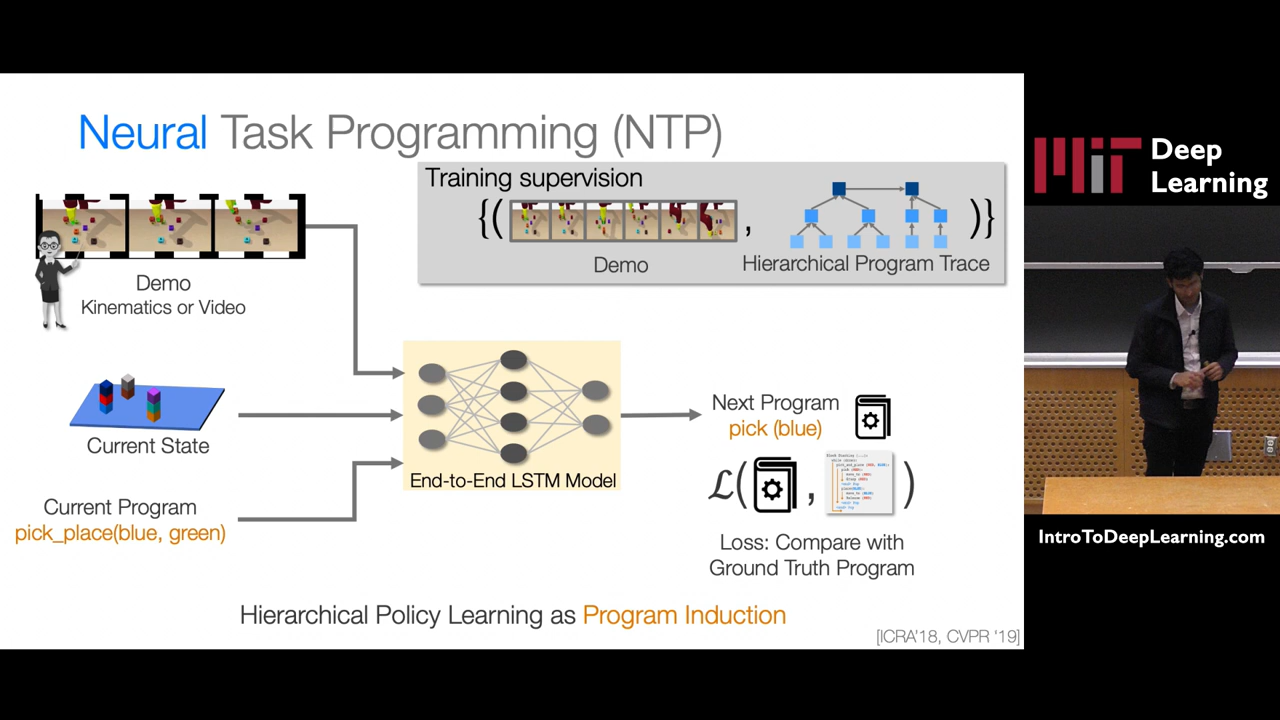 Neural Task Programming (NTP)
Training supervision
{( , )}
Demo
Hierarchical Program Trace
Demo
Kinematics or Video
Current State
Current Program
pick_place(blue, green)
End-to-End LSTM Model
Next Program
pick (blue)
ℒ( , )
Loss: Compare with
Ground Truth Program
Hierarchical Policy Learning as Program Induction
[ICRA'18, CVPR '19]
MIT Deep
Learning
IntroToDeepLearning.com